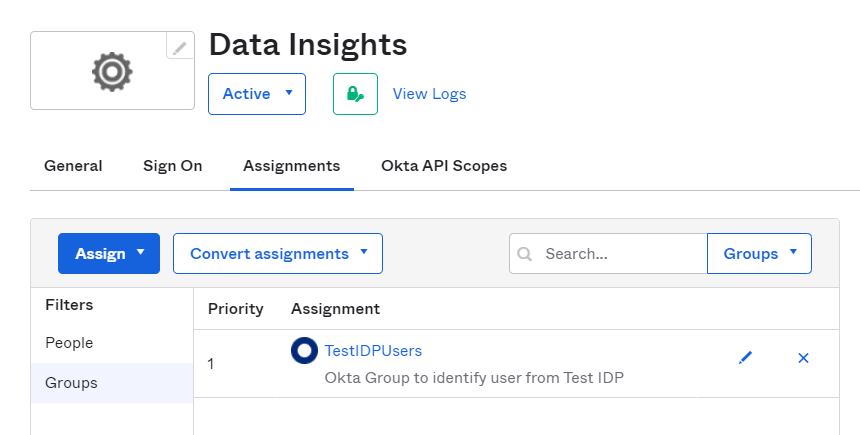 Data Insights
Active
View Logs
General Sign On Assignments Okta API Scopes
Assign Convert assignments Search... Groups
Filters Priority Assignment
People
Groups
1
TestIDPUsers
Okta Group to identify user from Test IDP